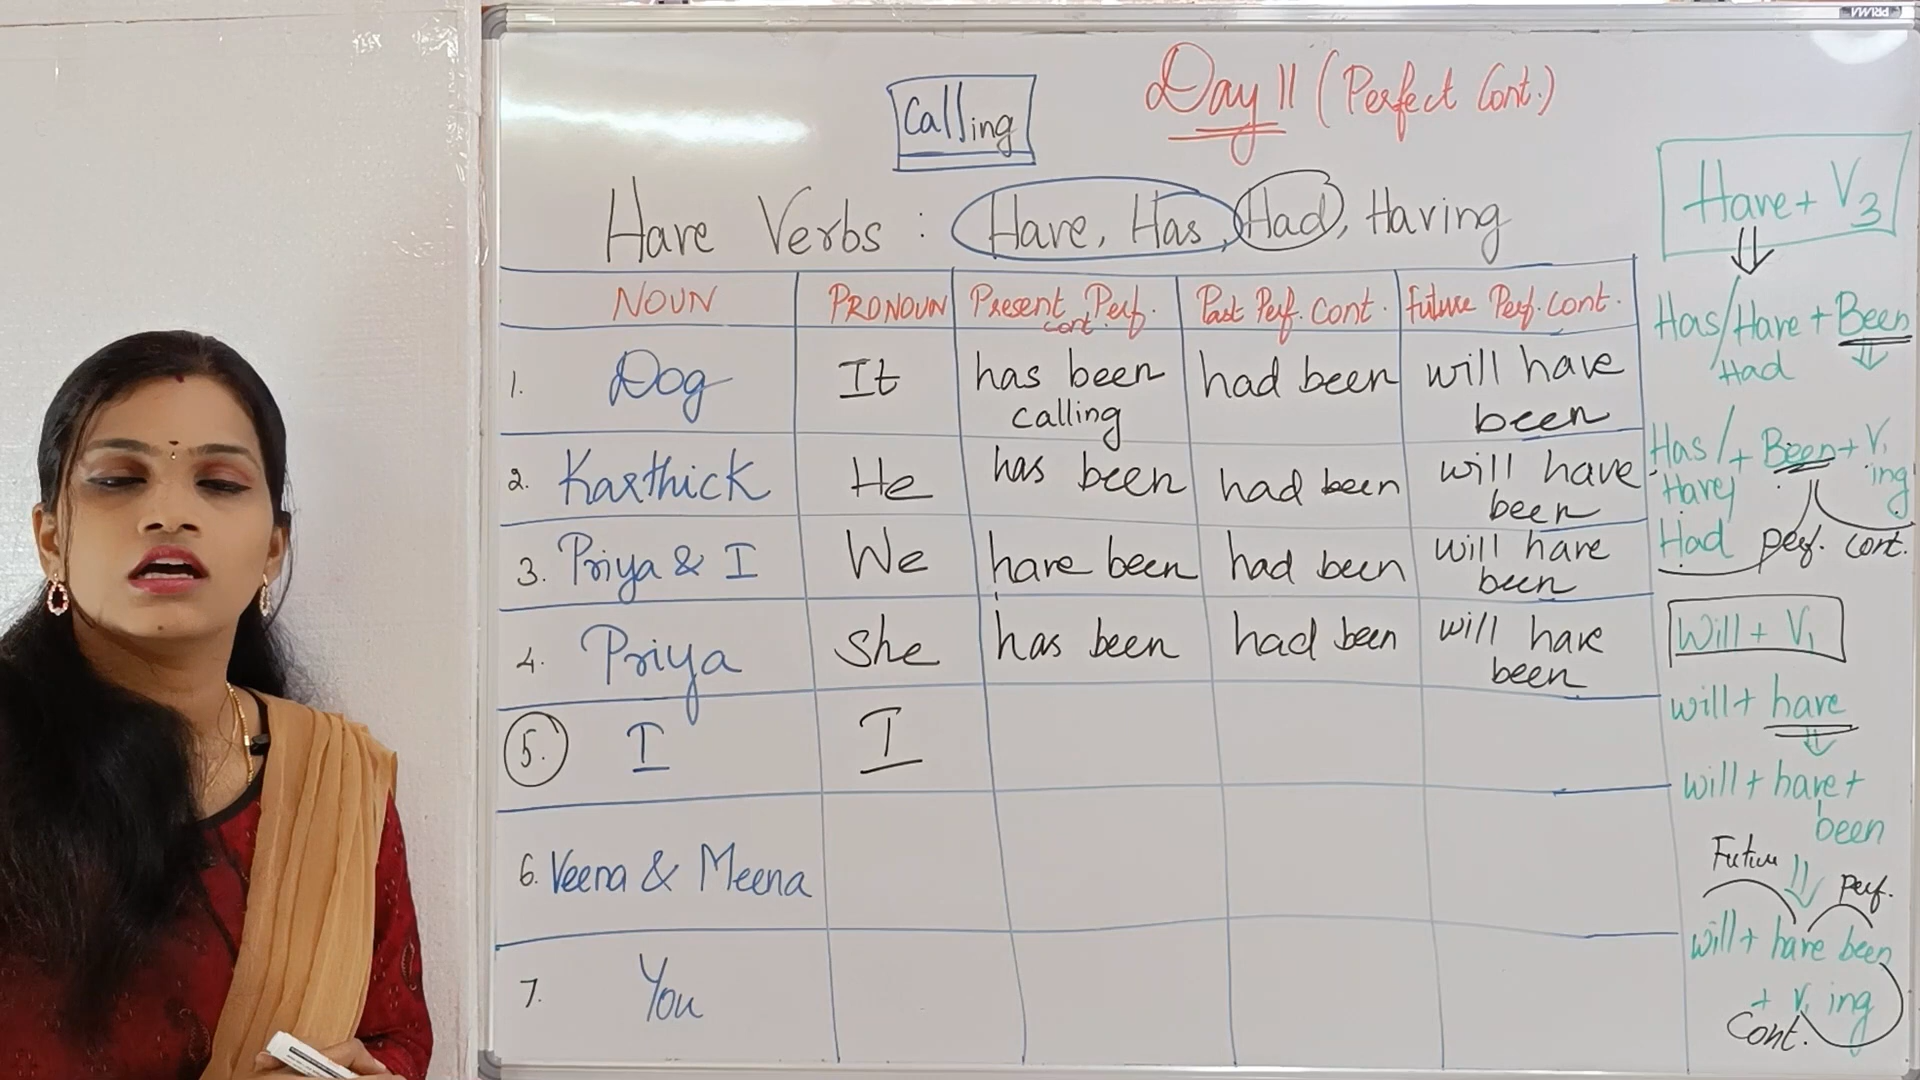 PRIMA
Calling
Day 11 (Perfect Cont.)
Have Verbs : Have, Has, Had, Having
NOUN PRONOUN Present Perf. cont. Past Perf. Cont. Future Perf. Cont.
1. Dog It has been calling had been will have been
2. Karthick He has been had been will have been
3. Priya & I We have been had been will have been
4. Priya She has been had been will have been
5. I I
6. Veena & Meena
7. You
Have + V3
Has/Have + Been
Had
Has/ + Been + V1
Have/ ing
Had perf. cont.
Will + V1
will + have
will + have +
been
Future perf.
will + have been
+ V1 ing
Cont.